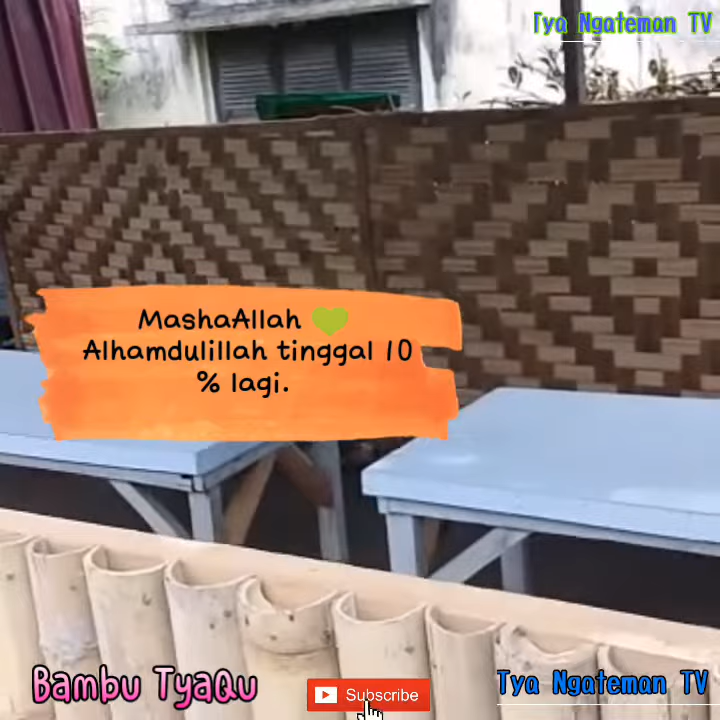 Tya Ngateman TV
MashaAllah 💚
Alhamdulillah tinggal 10
% lagi.
Bambu TyaQu
Subscribe
Tya Ngateman TV